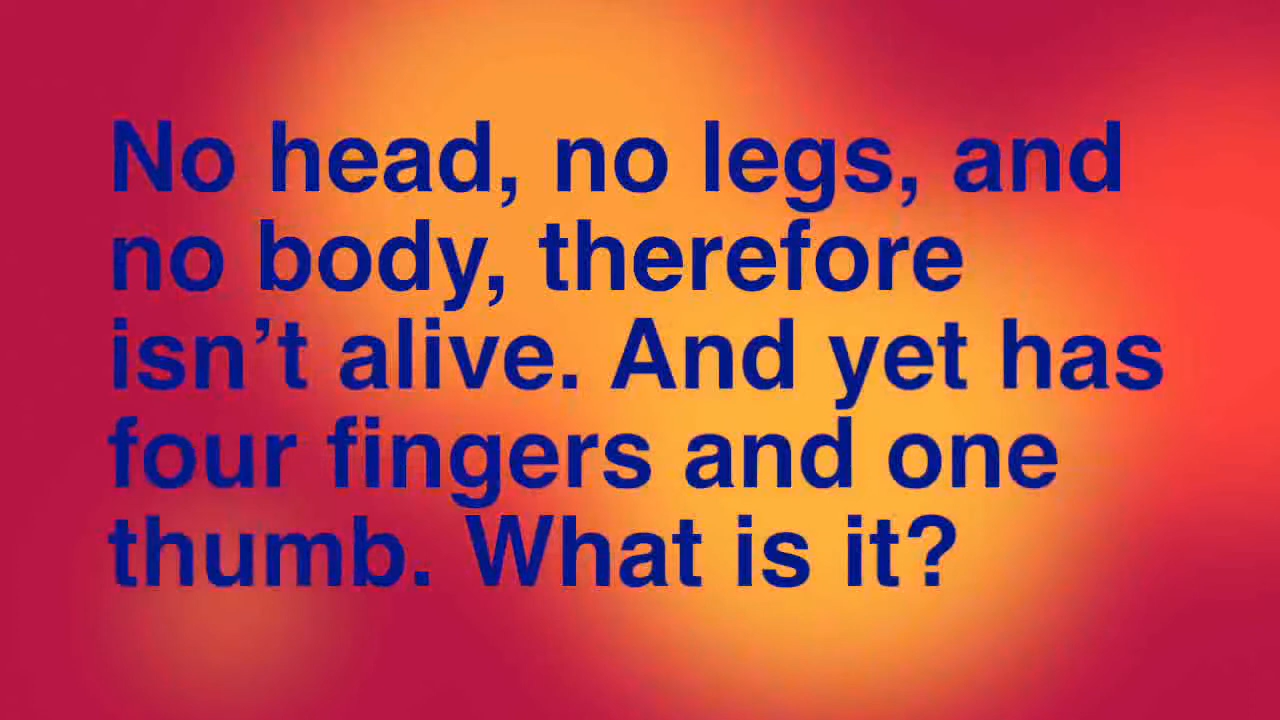 No head, no legs, and
no body, therefore
isn’t alive. And yet has
four fingers and one
thumb. What is it?